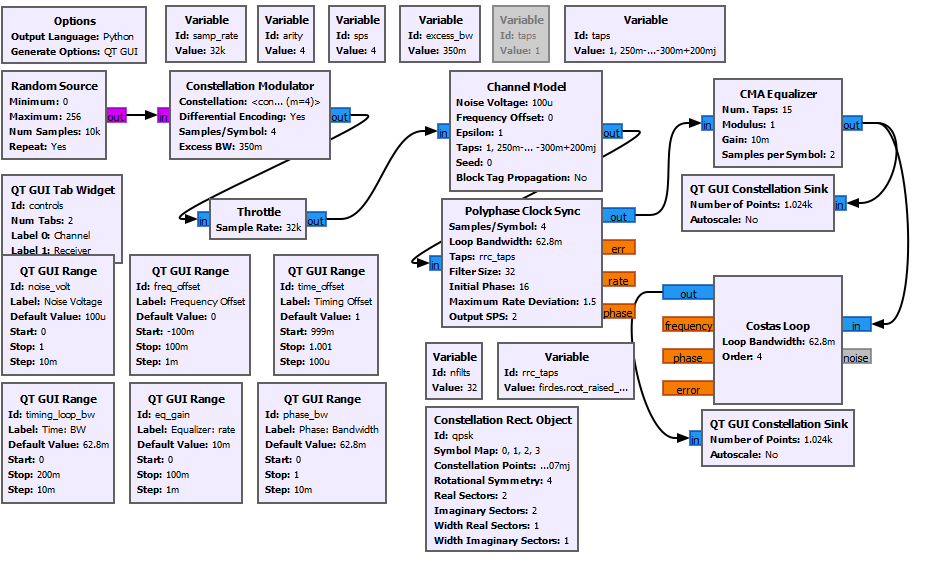 Options
Output Language: Python
Generate Options: QT GUI
Variable
Id: samp_rate
Value: 32k
Variable
Id: arity
Value: 4
Variable
Id: sps
Value: 4
Variable
Id: excess_bw
Value: 350m
Variable
Id: taps
Value: 1
Variable
Id: taps
Value: 1, 250m-...-300m+200mj
Random Source
Minimum: 0
Maximum: 256
Num Samples: 10k
Repeat: Yes
out
in
Constellation Modulator
Constellation: <con... (m=4)>
Differential Encoding: Yes
Samples/Symbol: 4
Excess BW: 350m
out
in
Channel Model
Noise Voltage: 100u
Frequency Offset: 0
Epsilon: 1
Taps: 1, 250m-... -300m+200mj
Seed: 0
Block Tag Propagation: No
out
in
CMA Equalizer
Num. Taps: 15
Modulus: 1
Gain: 10m
Samples per Symbol: 2
out
QT GUI Constellation Sink
Number of Points: 1.024k
Autoscale: No
in
QT GUI Tab Widget
Id: controls
Num Tabs: 2
Label 0: Channel
Label 1: Receiver
in
Throttle
Sample Rate: 32k
out
in
Polyphase Clock Sync
Samples/Symbol: 4
Loop Bandwidth: 62.8m
Taps: rrc_taps
Filter Size: 32
Initial Phase: 16
Maximum Rate Deviation: 1.5
Output SPS: 2
out
err
rate
phase
QT GUI Range
Id: noise_volt
Label: Noise Voltage
Default Value: 100u
Start: 0
Stop: 1
Step: 10m
QT GUI Range
Id: freq_offset
Label: Frequency Offset
Default Value: 0
Start: -100m
Stop: 100m
Step: 1m
QT GUI Range
Id: time_offset
Label: Timing Offset
Default Value: 1
Start: 999m
Stop: 1.001
Step: 100u
out
frequency
phase
error
Costas Loop
Loop Bandwidth: 62.8m
Order: 4
in
noise
Variable
Id: nfilts
Value: 32
Variable
Id: rrc_taps
Value: firdes.root_raised_...
QT GUI Range
Id: timing_loop_bw
Label: Time: BW
Default Value: 62.8m
Start: 0
Stop: 200m
Step: 10m
QT GUI Range
Id: eq_gain
Label: Equalizer: rate
Default Value: 10m
Start: 0
Stop: 100m
Step: 1m
QT GUI Range
Id: phase_bw
Label: Phase: Bandwidth
Default Value: 62.8m
Start: 0
Stop: 1
Step: 10m
Constellation Rect. Object
Id: qpsk
Symbol Map: 0, 1, 2, 3
Constellation Points: ...07mj
Rotational Symmetry: 4
Real Sectors: 2
Imaginary Sectors: 2
Width Real Sectors: 1
Width Imaginary Sectors: 1
in
QT GUI Constellation Sink
Number of Points: 1.024k
Autoscale: No